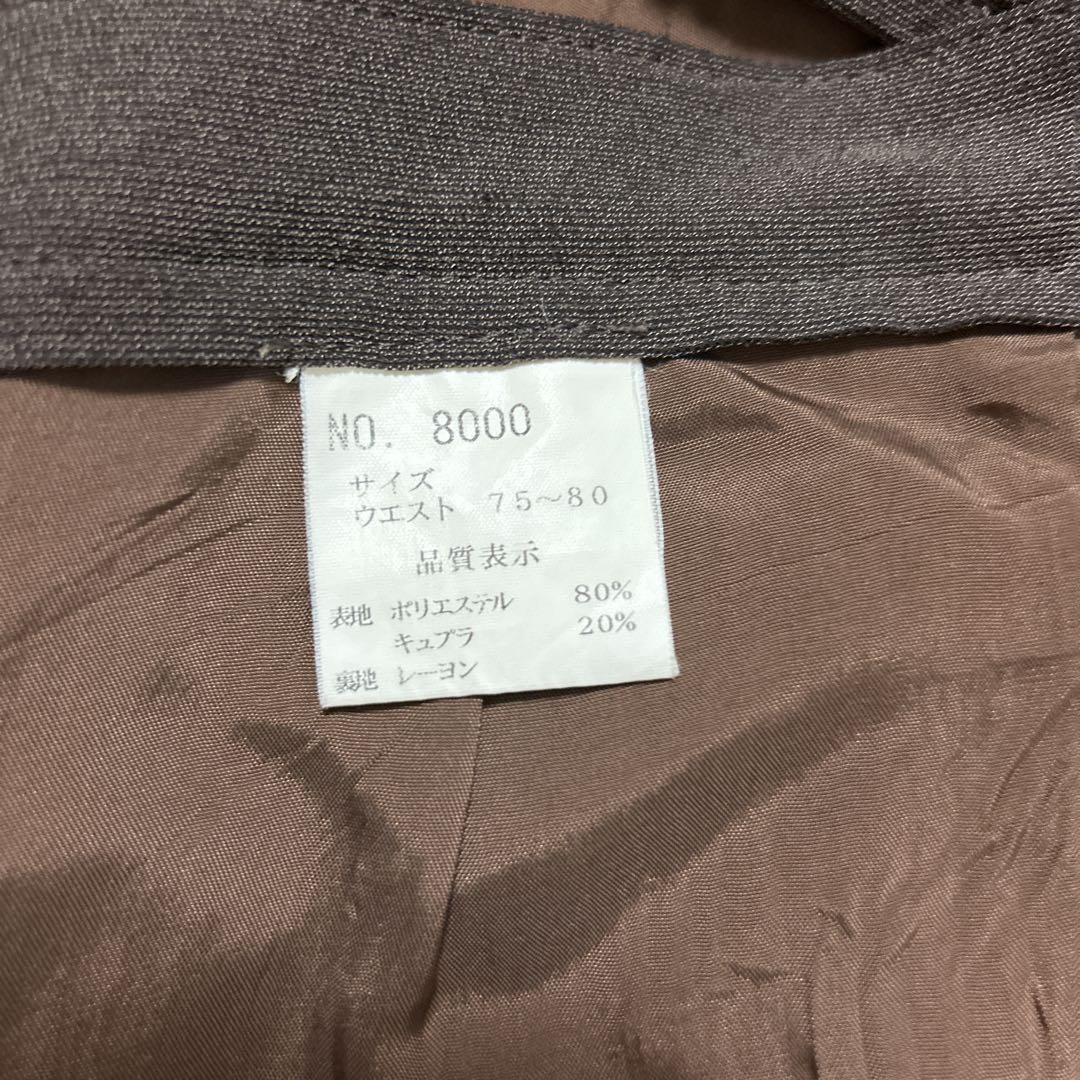 NO. 8000
サイズ
ウエスト 75～80
品質表示
表地 ポリエステル 80%
キュプラ 20%
裏地 レーヨン